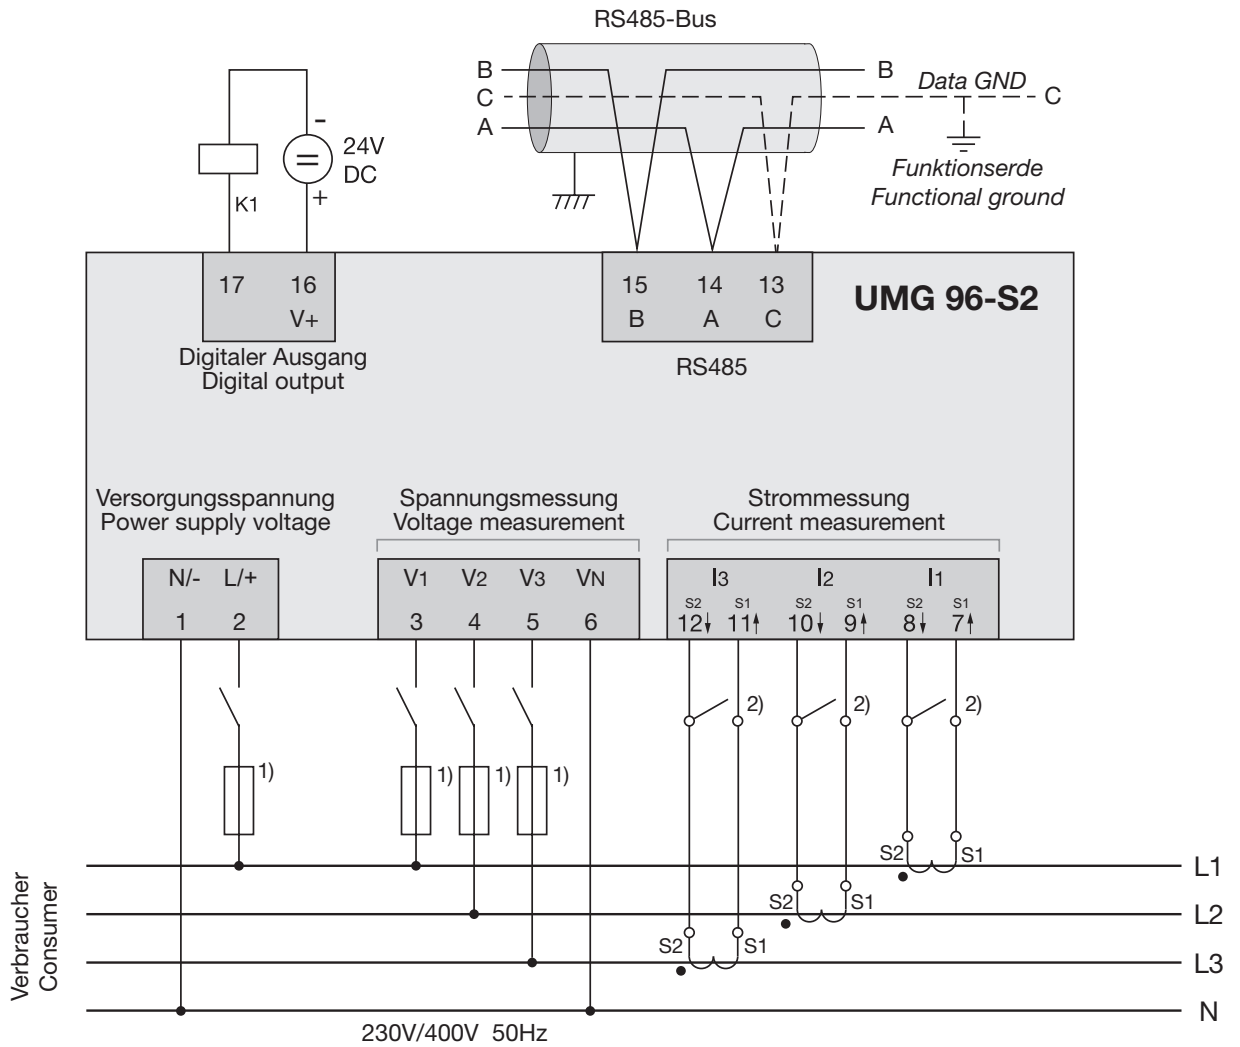 RS485-Bus
B B
C Data GND C
A A
Funktionserde
Functional ground
-
24V
DC
+
K1
17 16
V+
Digitaler Ausgang
Digital output
15 14 13
B A C
RS485
UMG 96-S2
Versorgungsspannung
Power supply voltage
Spannungsmessung
Voltage measurement
Strommessung
Current measurement
N/- L/+
1 2
V1 V2 V3 VN
3 4 5 6
I3 I2 I1
S2 S1 S2 S1 S2 S1
12 11 10 9 8 7
2) 2) 2)
1) 1) 1) 1)
S2 S1
L1
S2 S1
L2
S2 S1
L3
N
Verbraucher
Consumer
230V/400V 50Hz